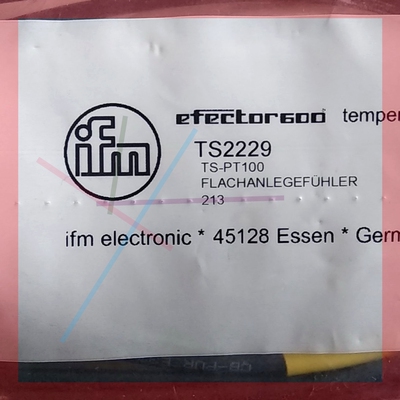 ifm
efector600 temper
TS2229
TS-PT100
FLACHANLEGEFÜHLER
213
ifm electronic * 45128 Essen * Germ